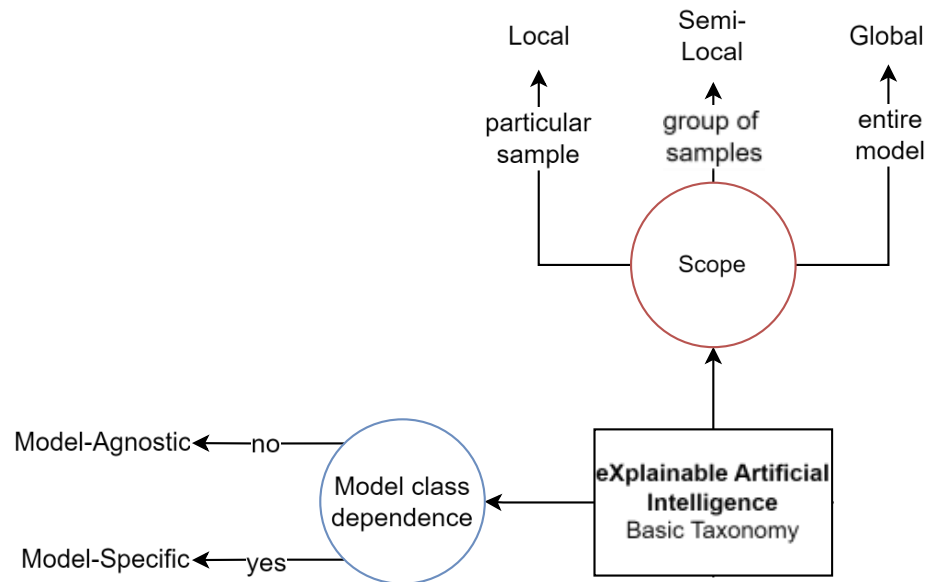 Local
Semi-
Local
Global
particular
sample
group of
samples
entire
model
Scope
Model-Agnostic
no
Model class
dependence
eXplainable Artificial
Intelligence
Basic Taxonomy
Model-Specific
yes